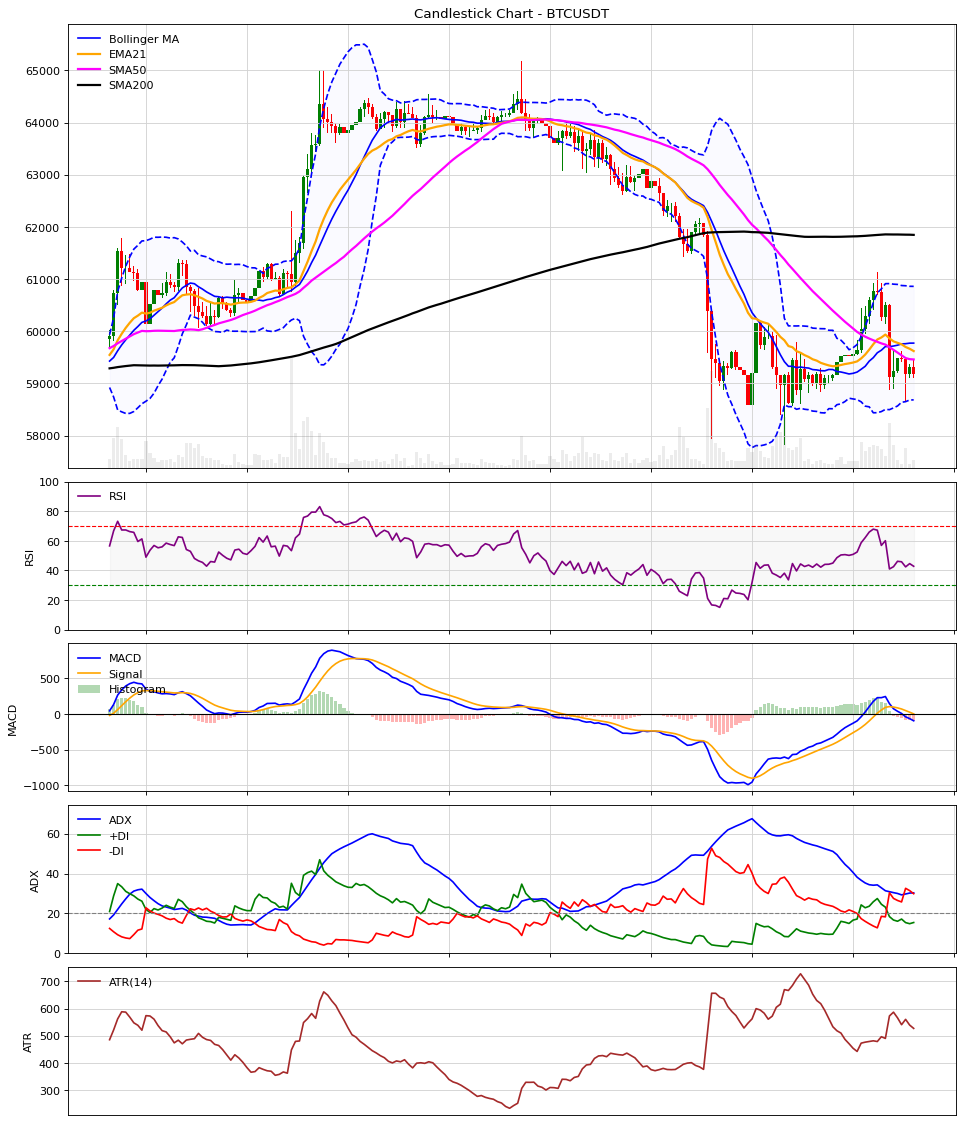 Candlestick Chart - BTCUSDT
Bollinger MA
EMA21
SMA50
SMA200
65000
64000
63000
62000
61000
60000
59000
58000
RSI
100
80
60
40
20
0
RSI
MACD
Signal
Histogram
500
0
−500
−1000
MACD
ADX
+DI
-DI
60
40
20
0
ADX
ATR(14)
700
600
500
400
300
ATR